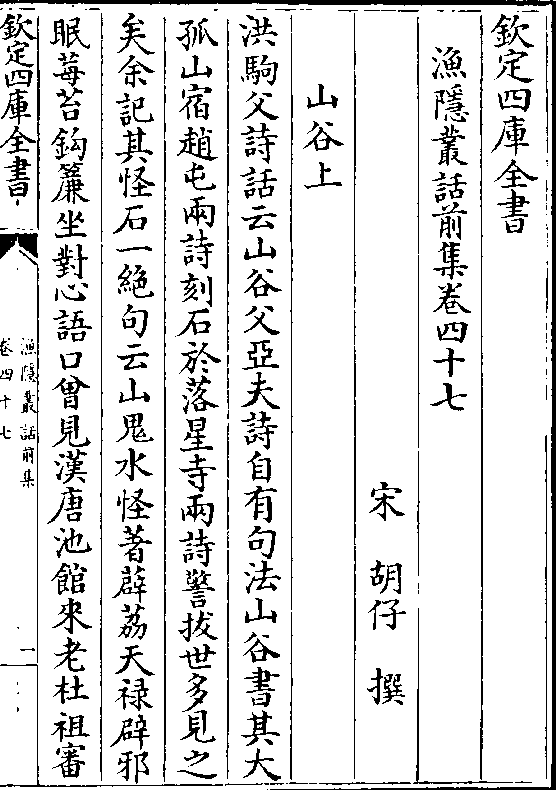 欽定四庫全書
漁隱叢話前集卷四十七
宋 胡仔 撰
山谷上
洪駒父詩話云山谷父亞夫詩自有句法山谷書其大
孤山宿趙屯兩詩刻石於落星寺兩詩警拔世多見之
矣余記其怪石一絶句云山鬼水怪著薜荔天禄辟邪
眠莓苔鈎簾坐對心語口曾見漢唐池館來老杜祖審
欽定四庫全書
漁隱叢話前集
卷四十七
一